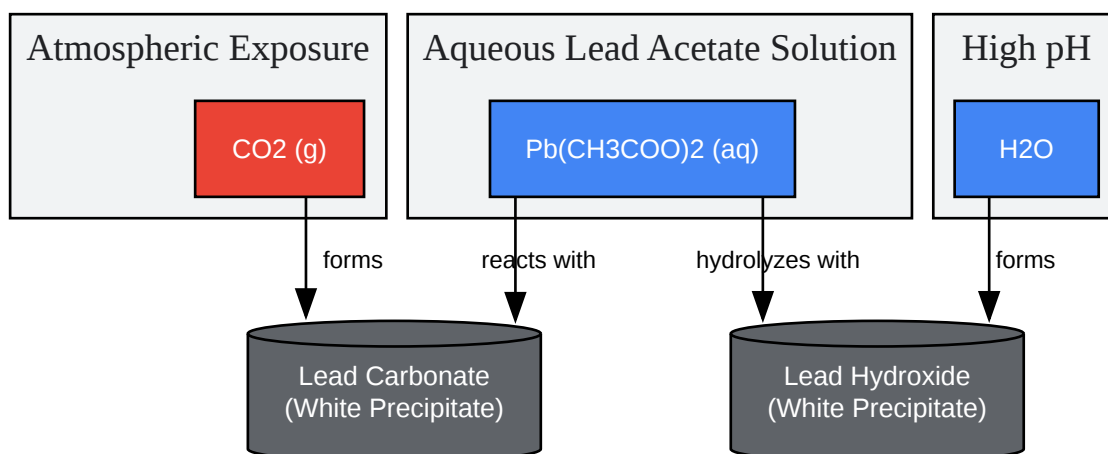 Atmospheric Exposure
Aqueous Lead Acetate Solution
High pH
CO2 (g)
Pb(CH3COO)2 (aq)
H2O
forms
reacts with
hydrolyzes with
forms
Lead Carbonate
(White Precipitate)
Lead Hydroxide
(White Precipitate)